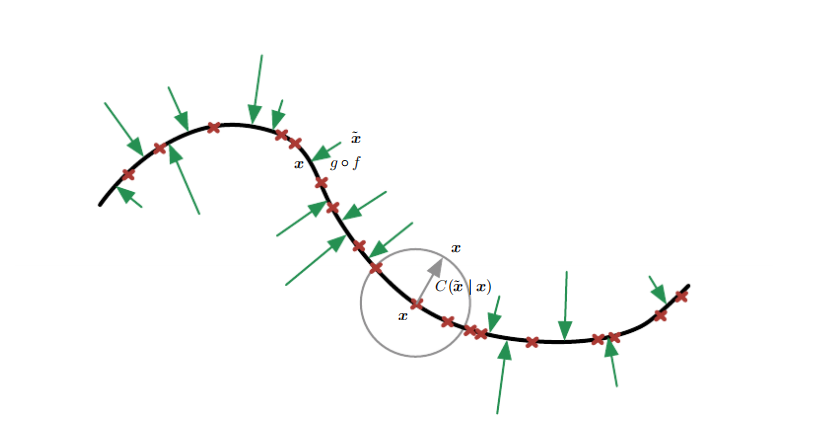 x̃
x
g ∘ f
x
C(x̃ | x)
x